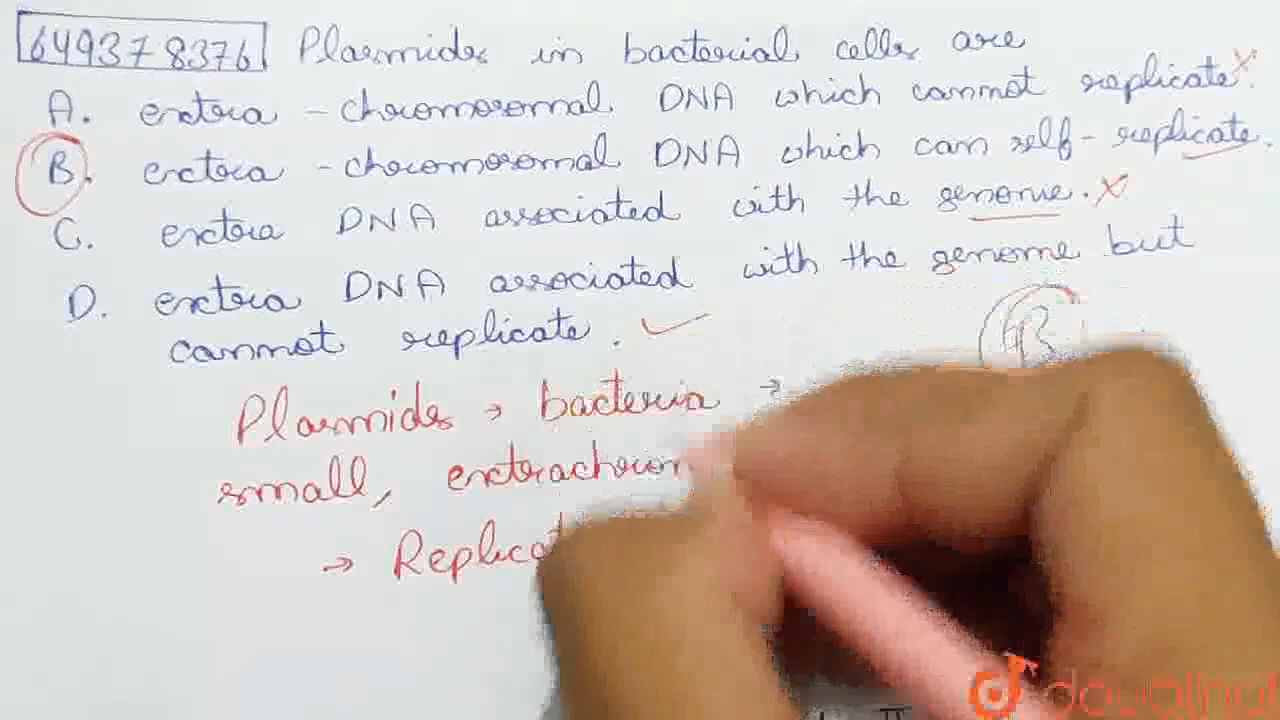 649378376 Plasmids in bacterial cells are
A. extra-chromosomal DNA which cannot replicate.
B. extra-chromosomal DNA which can self-replicate.
C. extra DNA associated with the genome.
D. extra DNA associated with the genome but
cannot replicate.
Plasmids → bacteria →
small, extrachrom
→ Replicat
doubtnut